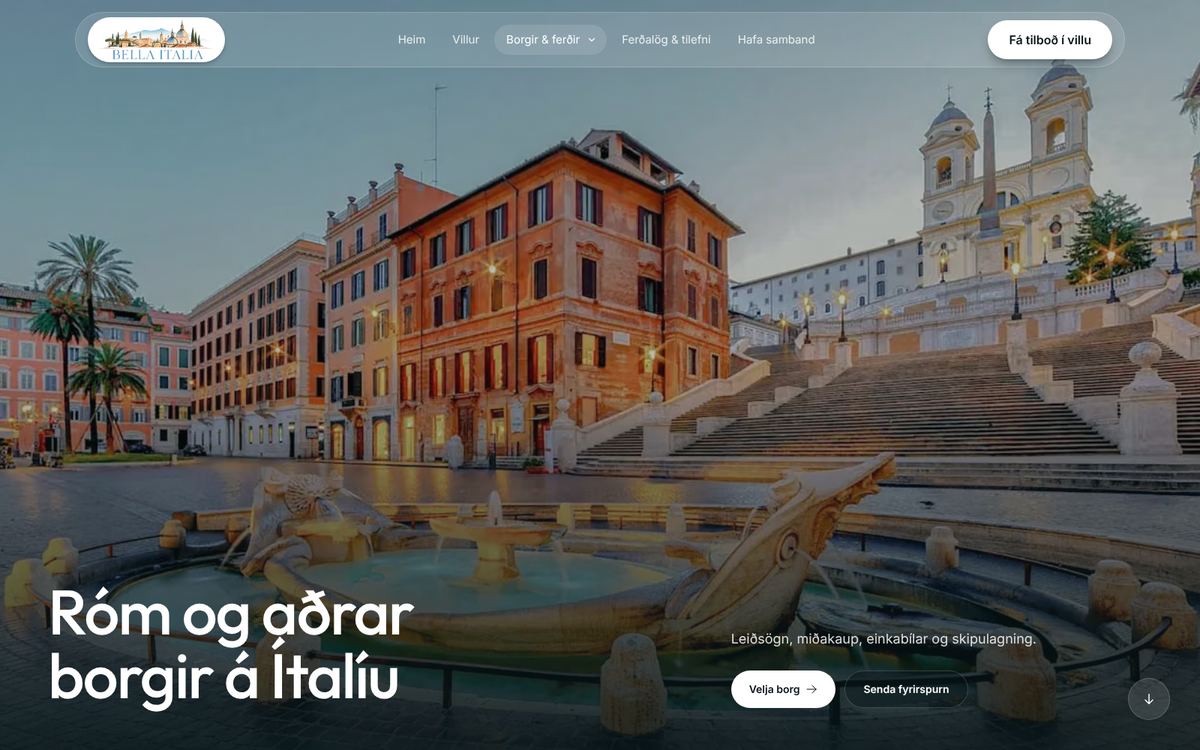 BELLA ITALIA
Heim
Villur
Borgir & ferðir
Ferðalög & tilefni
Hafa samband
Fá tilboð í villu
Róm og aðrar
borgir á Ítalíu
Leiðsögn, miðakaup, einkabílar og skipulagning.
Velja borg
Senda fyrirspurn